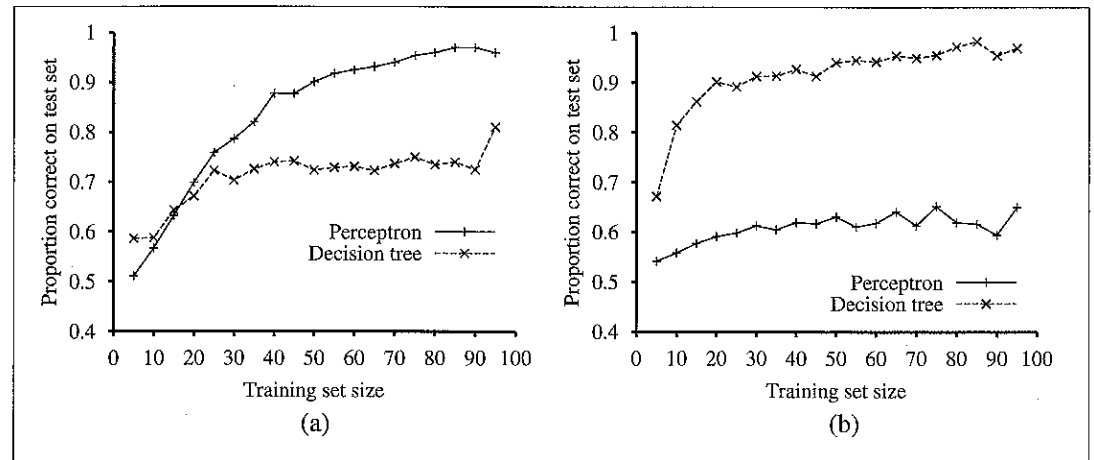 Proportion correct on test set
1
0.9
0.8
0.7
0.6
0.5
0.4
0 10 20 30 40 50 60 70 80 90 100
Training set size
Perceptron
Decision tree
(a)
Proportion correct on test set
1
0.9
0.8
0.7
0.6
0.5
0.4
0 10 20 30 40 50 60 70 80 90 100
Training set size
Perceptron
Decision tree
(b)